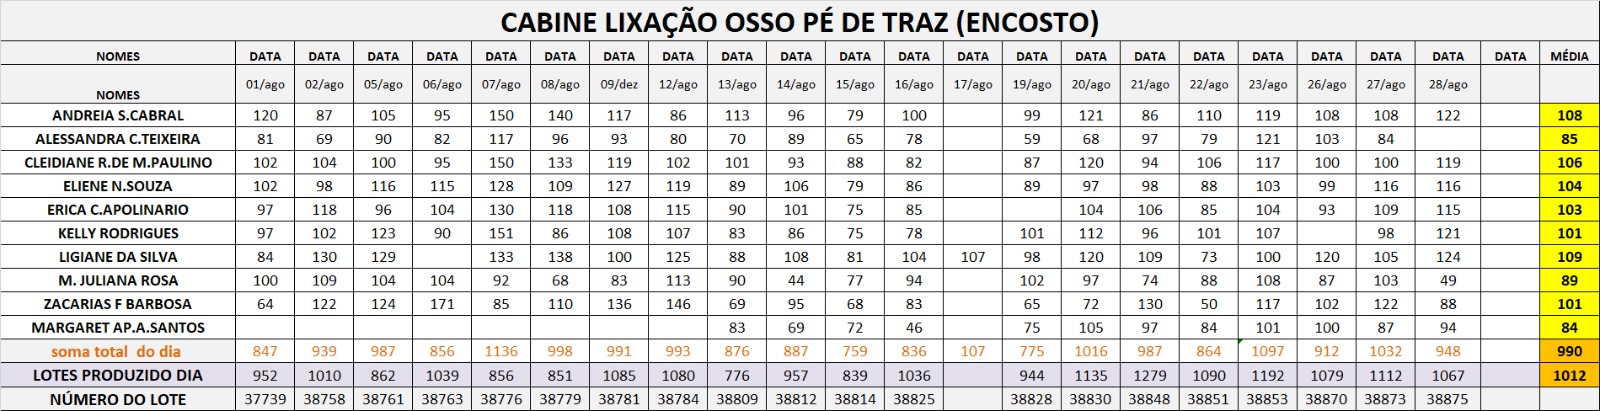 CABINE LIXAÇÃO OSSO PÉ DE TRAZ (ENCOSTO)
NOMES DATA DATA DATA DATA DATA DATA DATA DATA DATA DATA DATA DATA DATA DATA DATA DATA DATA DATA DATA DATA DATA DATA MÉDIA
NOMES 01/ago 02/ago 05/ago 06/ago 07/ago 08/ago 09/dez 12/ago 13/ago 14/ago 15/ago 16/ago 17/ago 19/ago 20/ago 21/ago 22/ago 23/ago 26/ago 27/ago 28/ago
ANDREIA S.CABRAL 120 87 105 95 150 140 117 86 113 96 79 100 99 121 86 110 119 108 108 122 108
ALESSANDRA C.TEIXEIRA 81 69 90 82 117 96 93 80 70 89 65 78 59 68 97 79 121 103 84 85
CLEIDIANE R.DE M.PAULINO 102 104 100 95 150 133 119 102 101 93 88 82 87 120 94 106 117 100 100 119 106
ELIENE N.SOUZA 102 98 116 115 128 109 127 119 89 106 79 86 89 97 98 88 103 99 116 116 104
ERICA C.APOLINARIO 97 118 96 104 130 118 108 115 90 101 75 85 104 106 85 104 93 109 115 103
KELLY RODRIGUES 97 102 123 90 151 86 108 107 83 86 75 78 101 112 96 101 107 98 121 101
LIGIANE DA SILVA 84 130 129 133 138 100 125 88 108 81 104 107 98 120 109 73 100 120 105 124 109
M. JULIANA ROSA 100 109 104 104 92 68 83 113 90 44 77 94 102 97 74 88 108 87 103 49 89
ZACARIAS F BARBOSA 64 122 124 171 85 110 136 146 69 95 68 83 65 72 130 50 117 102 122 88 101
MARGARET AP.A.SANTOS 83 69 72 46 75 105 97 84 101 100 87 94 84
soma total do dia 847 939 987 856 1136 998 991 993 876 887 759 836 107 775 1016 987 864 1097 912 1032 948 990
LOTES PRODUZIDO DIA 952 1010 862 1039 856 851 1085 1080 776 957 839 1036 944 1135 1279 1090 1192 1079 1112 1067 1012
NÚMERO DO LOTE 37739 38758 38761 38763 38776 38779 38781 38784 38809 38812 38814 38825 38828 38830 38848 38851 38853 38870 38873 38875